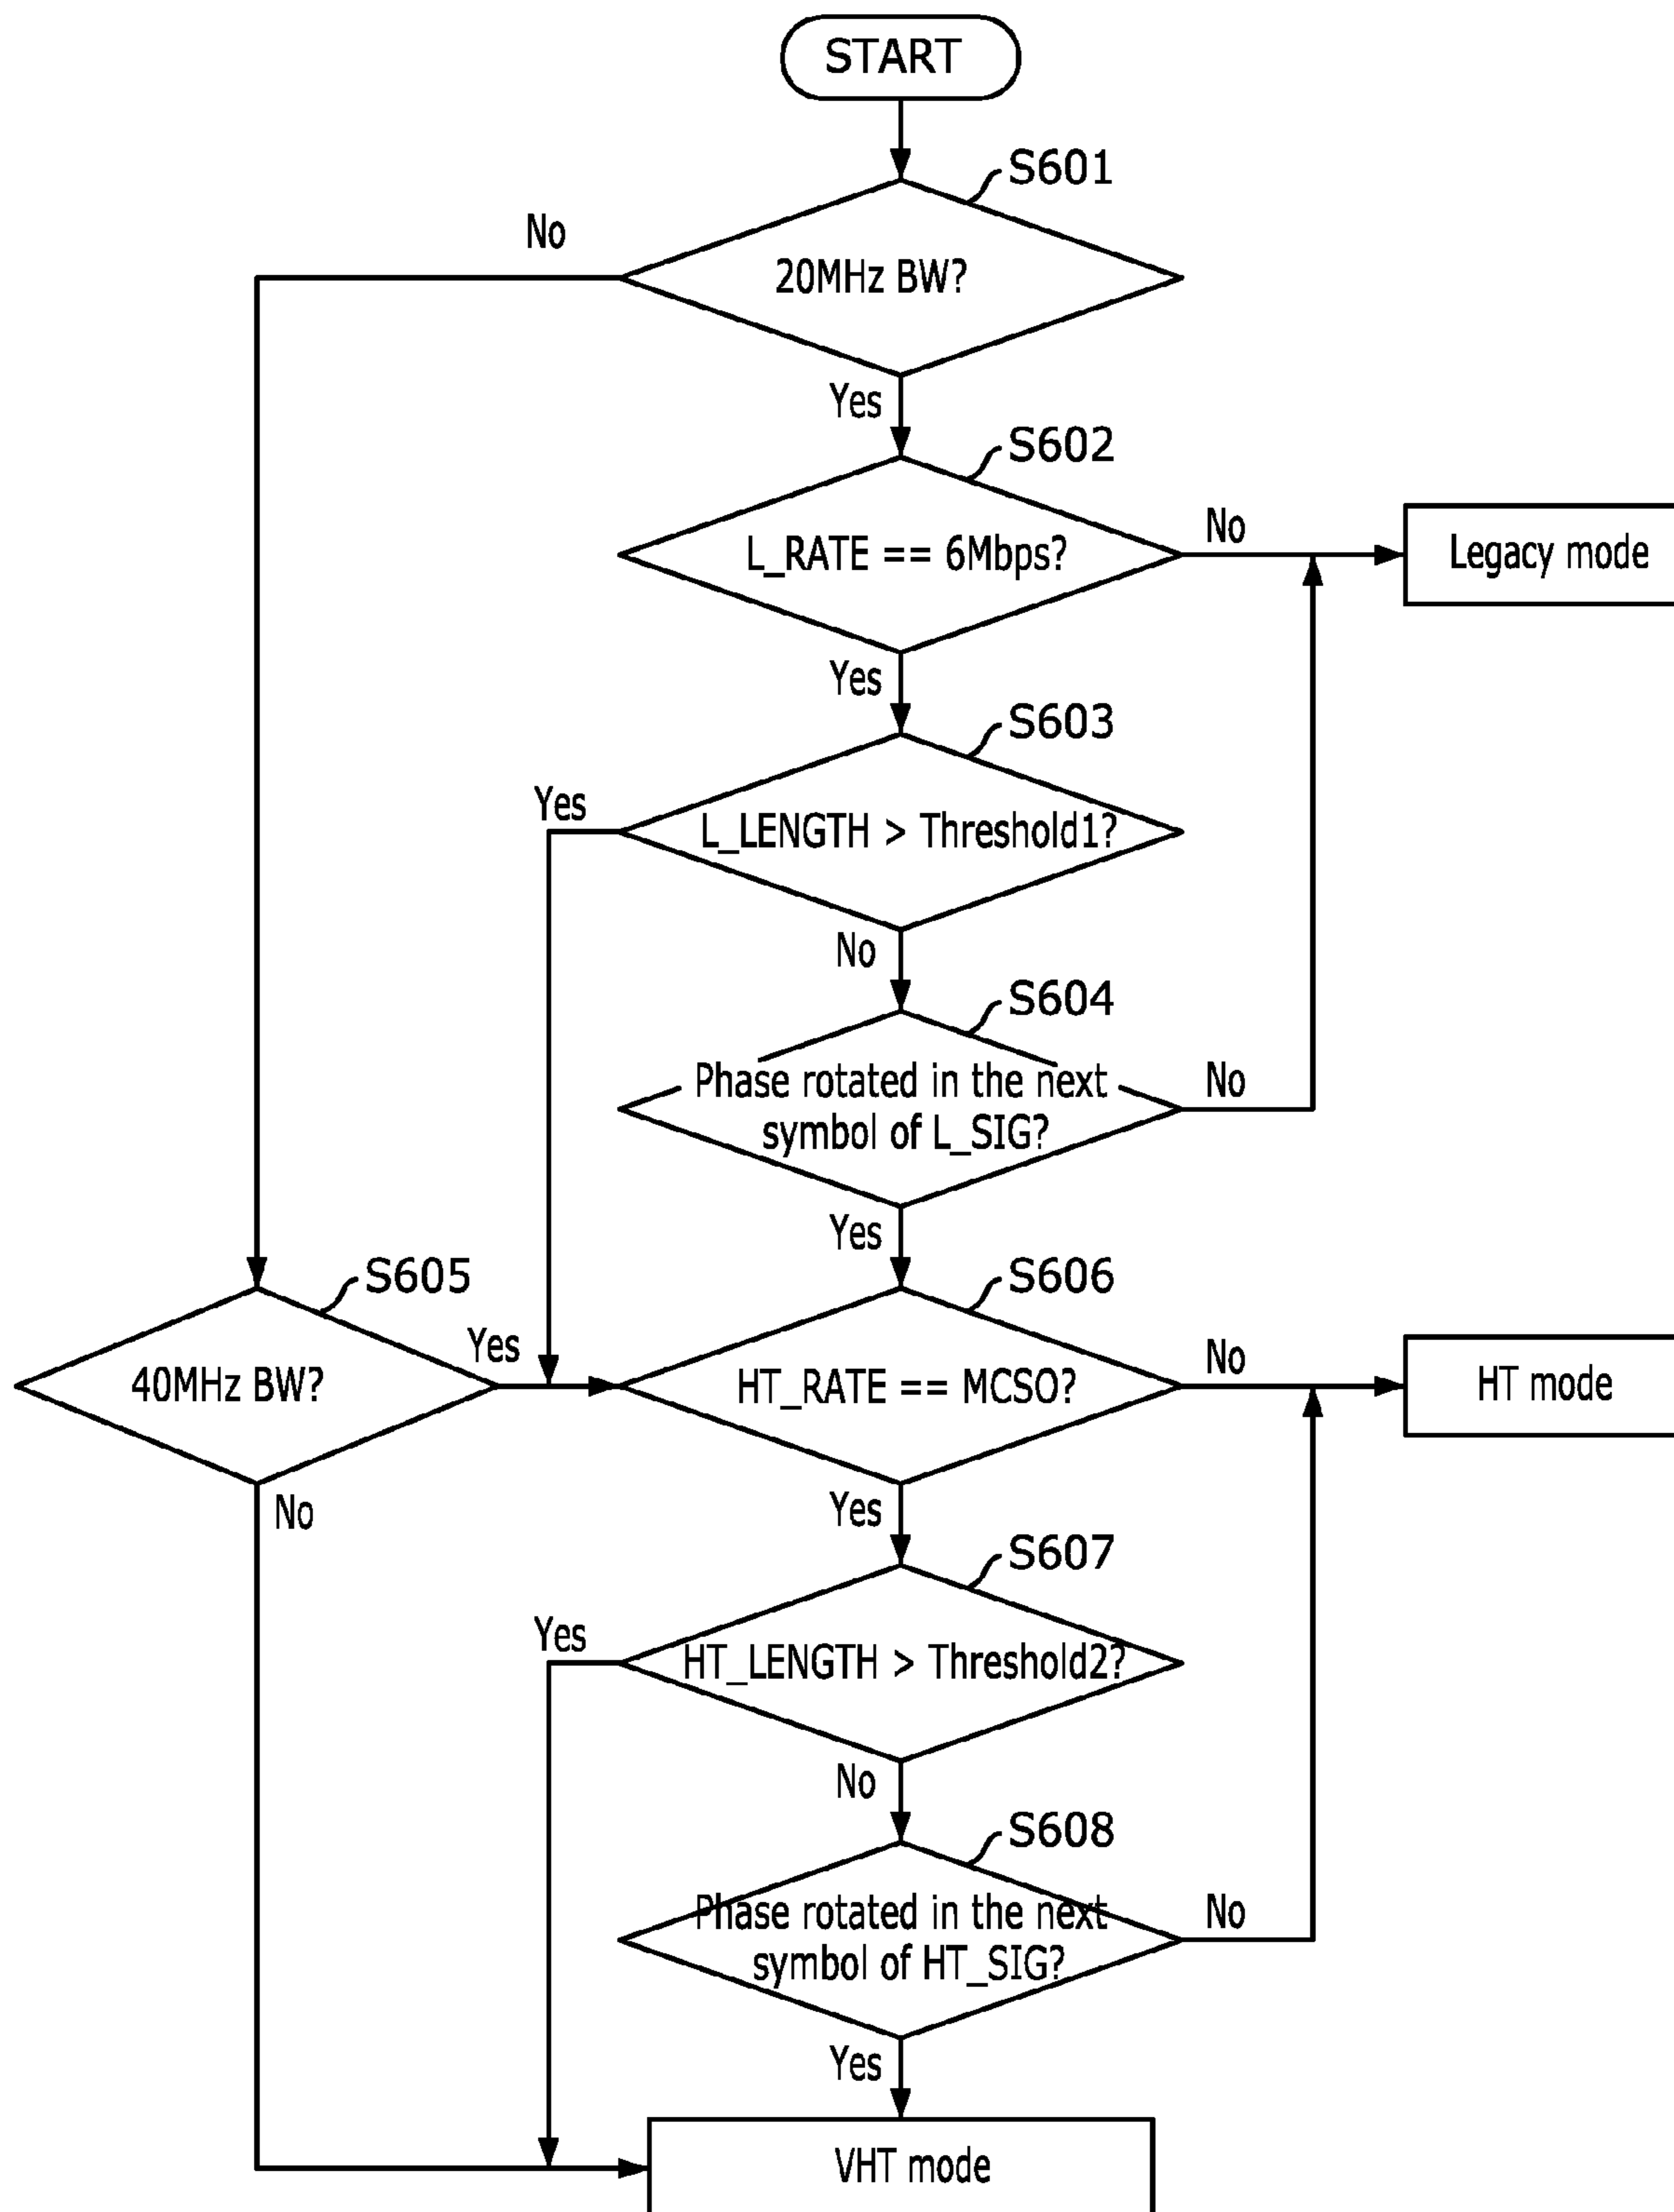 START
S601
No
20MHz BW?
Yes
S602
L_RATE == 6Mbps?
No
Legacy mode
Yes
S603
Yes
L_LENGTH > Threshold1?
No
S604
Phase rotated in the next
symbol of L_SIG?
No
Yes
S605
S606
40MHz BW?
Yes
HT_RATE == MCSO?
No
HT mode
No
Yes
S607
Yes
HT_LENGTH > Threshold2?
No
S608
Phase rotated in the next
symbol of HT_SIG?
No
Yes
VHT mode